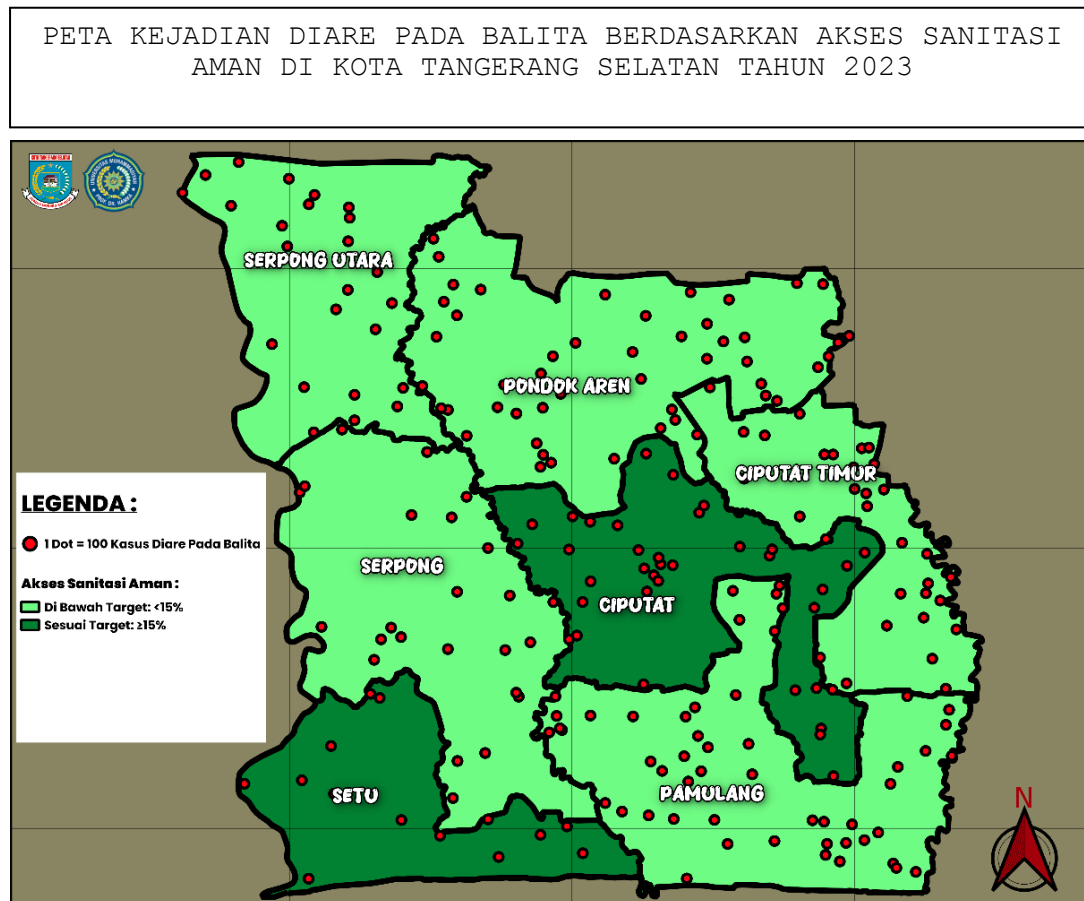 PETA KEJADIAN DIARE PADA BALITA BERDASARKAN AKSES SANITASI
AMAN DI KOTA TANGERANG SELATAN TAHUN 2023
SERPONG UTARA
PONDOK AREN
CIPUTAT TIMUR
LEGENDA :
1 Dot = 100 Kasus Diare Pada Balita
Akses Sanitasi Aman :
Di Bawah Target: <15%
Sesuai Target: ≥15%
SERPONG
CIPUTAT
SETU
PAMULANG
N